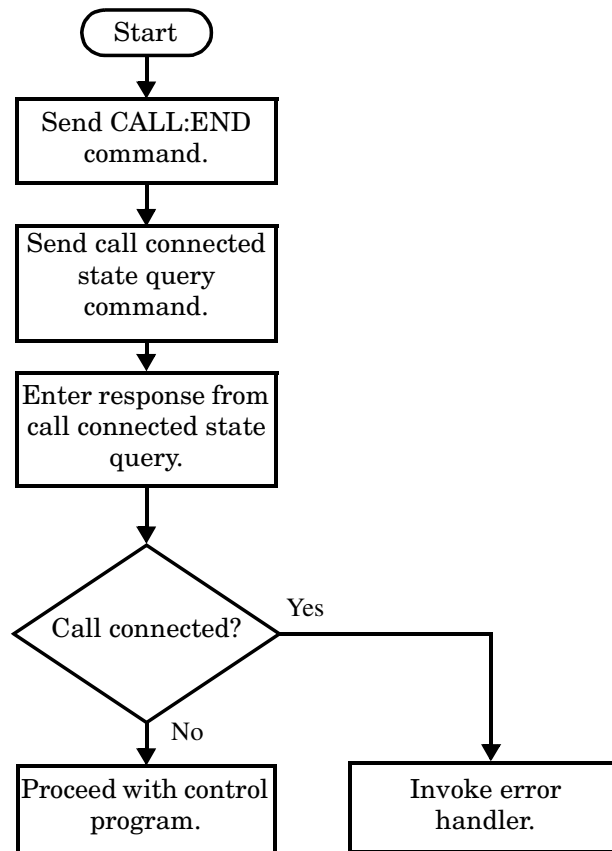 Start
Send CALL:END
command.
Send call connected
state query
command.
Enter response from
call connected state
query.
Call connected?
Yes
No
Proceed with control
program.
Invoke error
handler.